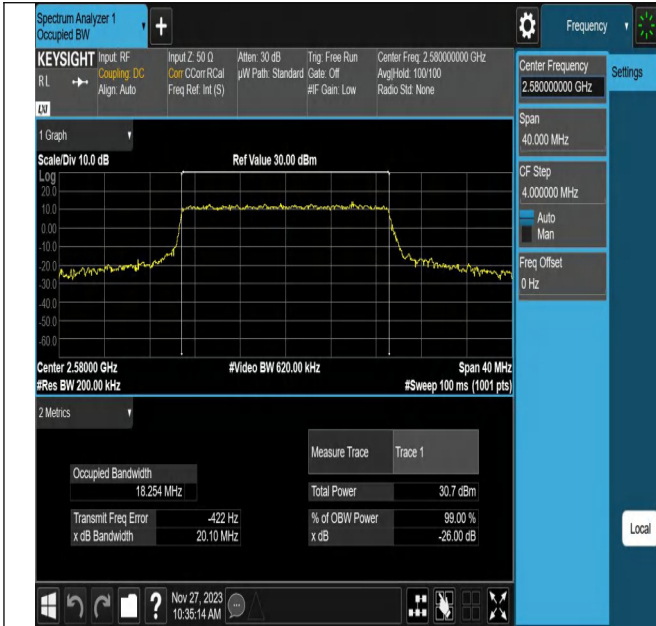 Spectrum Analyzer 1
Occupied BW
+
Frequency
KEYSIGHT
RL
LXI
Input: RF
Coupling: DC
Align: Auto
Input Z: 50 Ω
Corr CCorr RCal
Freq Ref: Int (S)
Atten: 30 dB
µW Path: Standard
Trig: Free Run
Gate: Off
#IF Gain: Low
Center Freq: 2.580000000 GHz
Avg|Hold: 100/100
Radio Std: None
Center Frequency
2.580000000 GHz
Settings
Span
40.000 MHz
CF Step
4.000000 MHz
Auto
Man
Freq Offset
0 Hz
Local
1 Graph
Scale/Div 10.0 dB
Ref Value 30.00 dBm
Log
20.0
10.0
0.00
-10.0
-20.0
-30.0
-40.0
-50.0
-60.0
Center 2.58000 GHz
#Video BW 620.00 kHz
Span 40 MHz
#Res BW 200.00 kHz
#Sweep 100 ms (1001 pts)
2 Metrics
Measure Trace
Trace 1
Occupied Bandwidth
18.254 MHz
Total Power
30.7 dBm
Transmit Freq Error
-422 Hz
% of OBW Power
99.00 %
x dB Bandwidth
20.10 MHz
x dB
-26.00 dB
?
Nov 27, 2023
10:35:14 AM